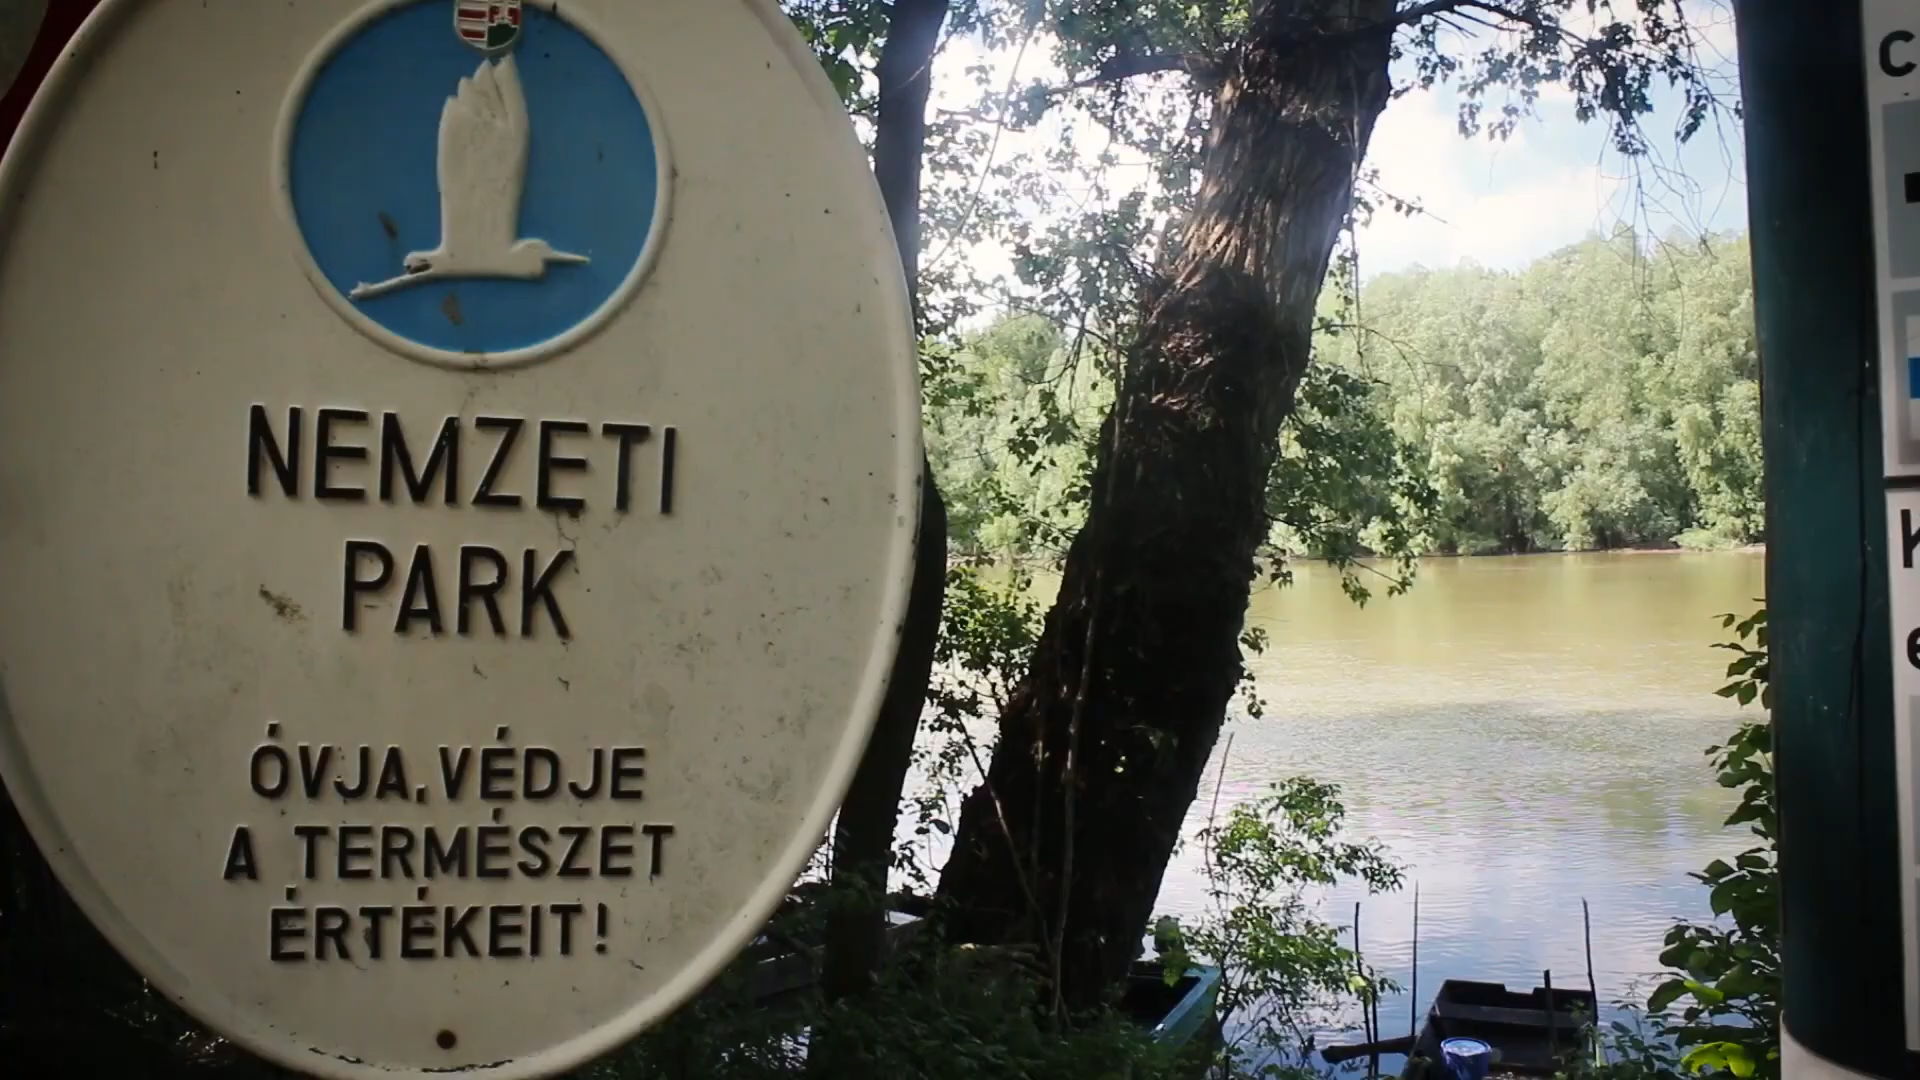 NEMZETI
PARK
ÓVJA, VÉDJE
A TERMÉSZET
ÉRTÉKEIT!